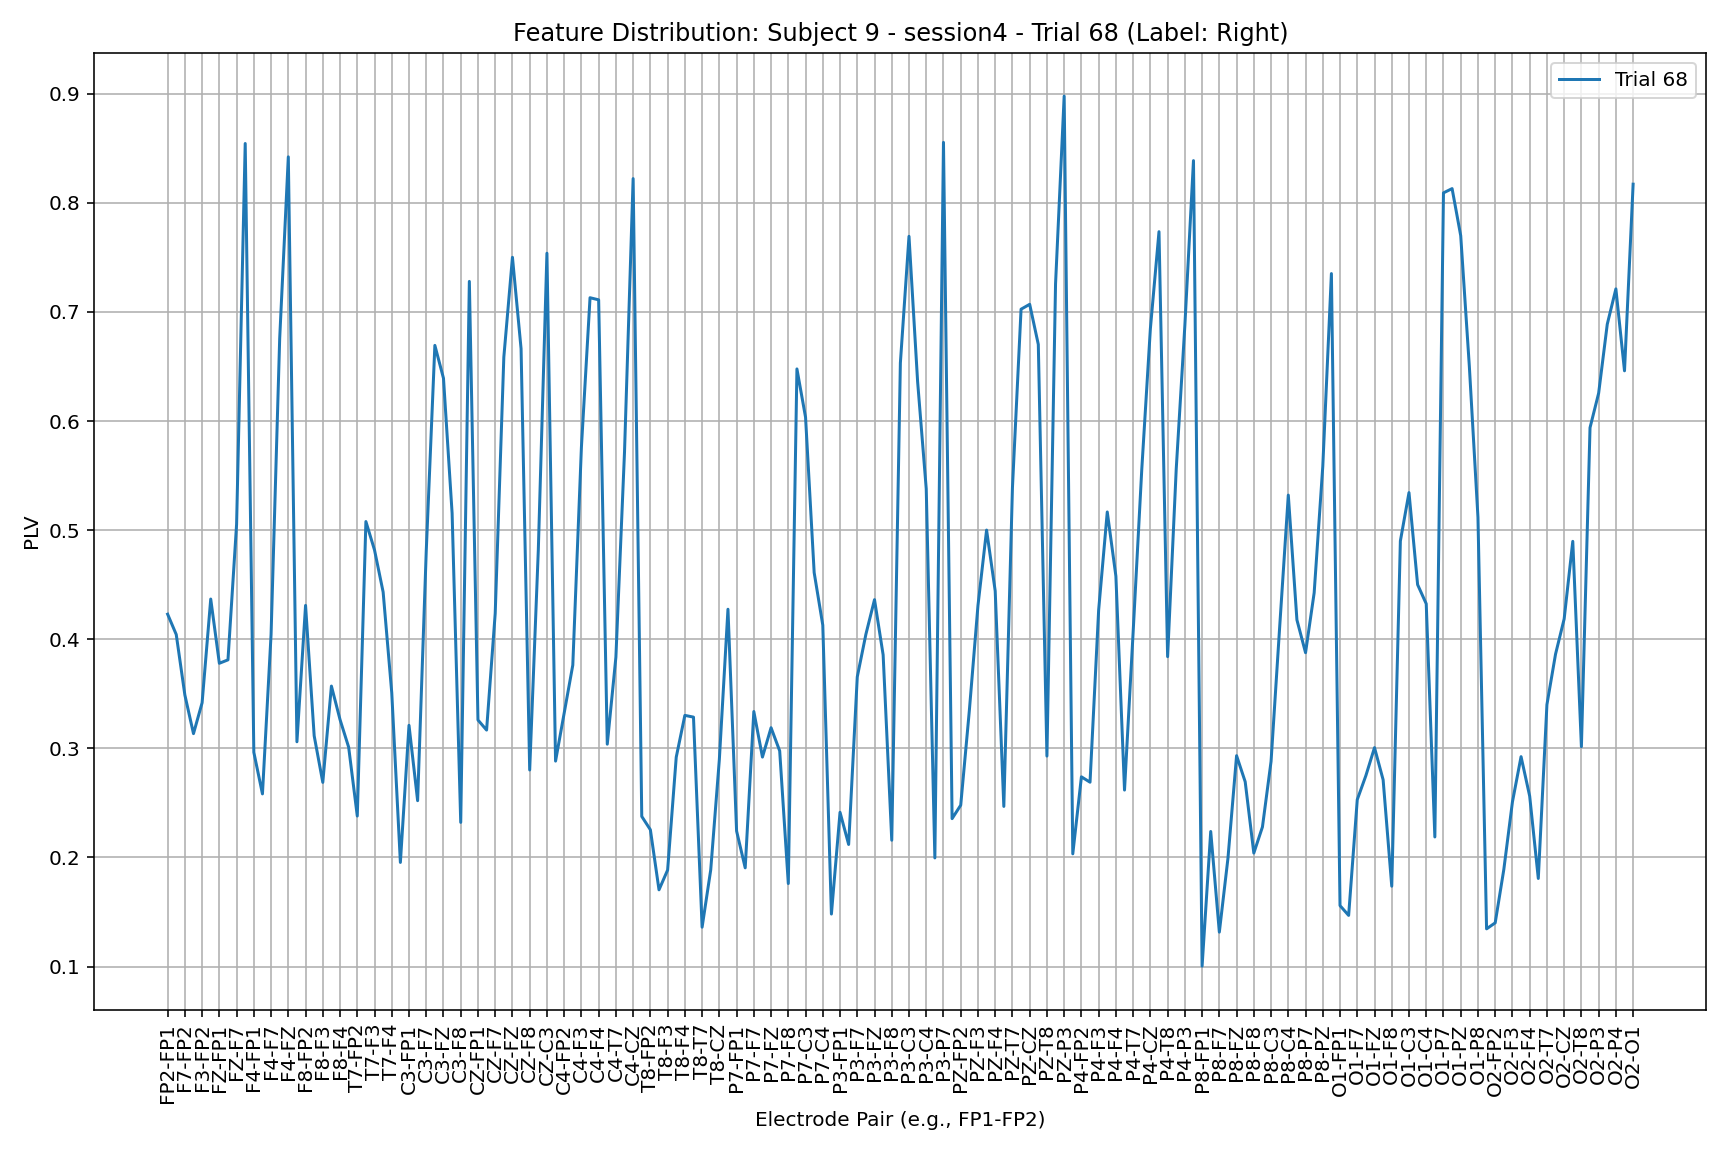 Feature Distribution: Subject 9 - session4 - Trial 68 (Label: Right)
Trial 68
PLV
0.9
0.8
0.7
0.6
0.5
0.4
0.3
0.2
0.1
FP2-FP1
F7-FP2
F3-FP2
FZ-FP1
FZ-F7
F4-FP1
F4-F7
F4-FZ
F8-FP2
F8-F3
F8-F4
T7-FP2
T7-F3
T7-F4
C3-FP1
C3-F7
C3-FZ
C3-F8
CZ-FP1
CZ-F7
CZ-FZ
CZ-F8
CZ-C3
C4-FP2
C4-F3
C4-F4
C4-T7
C4-CZ
T8-FP2
T8-F3
T8-F4
T8-T7
T8-CZ
P7-FP1
P7-F7
P7-FZ
P7-F8
P7-C3
P7-C4
P3-FP1
P3-F7
P3-FZ
P3-F8
P3-C3
P3-C4
P3-P7
PZ-FP2
PZ-F3
PZ-F4
PZ-T7
PZ-CZ
PZ-T8
PZ-P3
P4-FP2
P4-F3
P4-F4
P4-T7
P4-CZ
P4-T8
P4-P3
P8-FP1
P8-F7
P8-FZ
P8-F8
P8-C3
P8-C4
P8-P7
P8-PZ
O1-FP1
O1-F7
O1-FZ
O1-F8
O1-C3
O1-C4
O1-P7
O1-PZ
O1-P8
O2-FP2
O2-F3
O2-F4
O2-T7
O2-CZ
O2-T8
O2-P3
O2-P4
O2-O1
Electrode Pair (e.g., FP1-FP2)